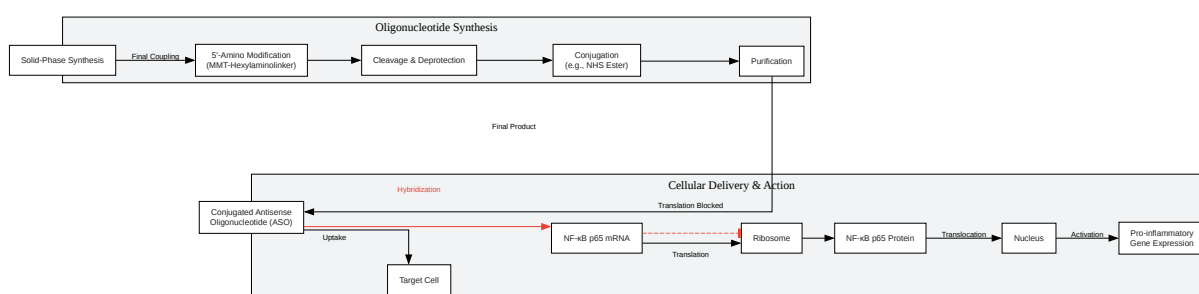 Oligonucleotide Synthesis
Solid-Phase Synthesis
Final Coupling
5'-Amino Modification
(MMT-Hexylaminolinker)
Cleavage & Deprotection
Conjugation
(e.g., NHS Ester)
Purification
Final Product
Cellular Delivery & Action
Hybridization
Translation Blocked
Conjugated Antisense
Oligonucleotide (ASO)
Uptake
NF-κB p65 mRNA
Translation
Ribosome
NF-κB p65 Protein
Translocation
Nucleus
Activation
Pro-inflammatory
Gene Expression
Target Cell